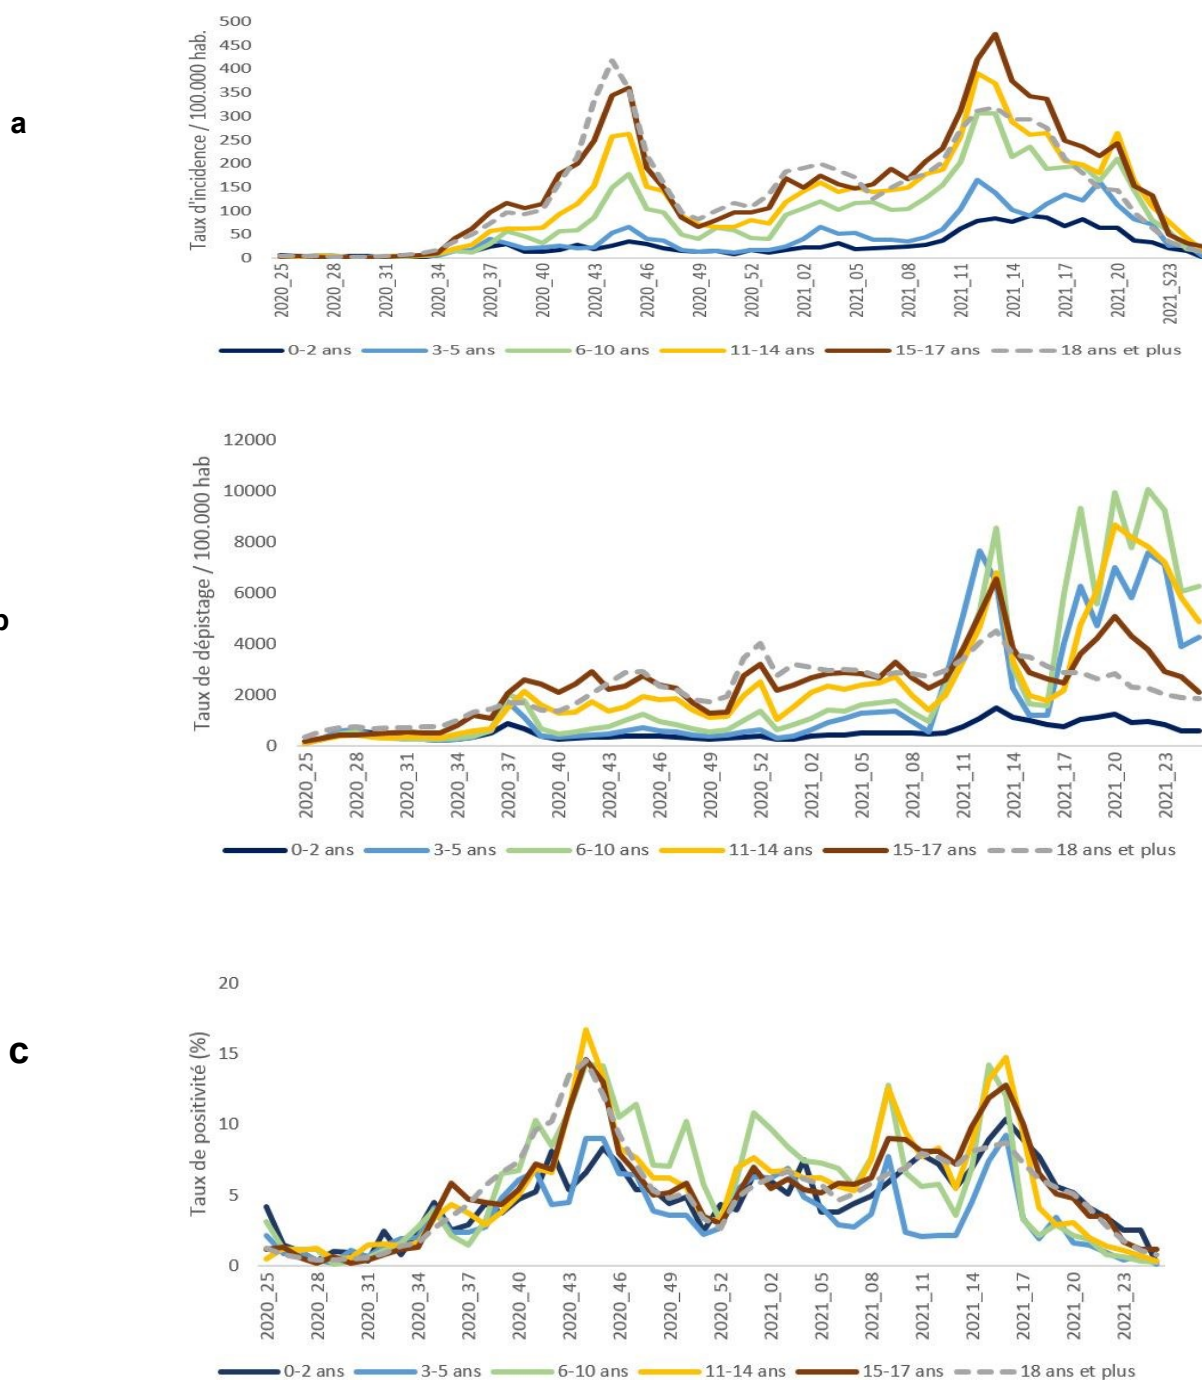 a
Taux d'incidence / 100.000 hab.
500
450
400
350
300
250
200
150
100
50
0
2020_25 2020_28 2020_31 2020_34 2020_37 2020_40 2020_43 2020_46 2020_49 2020_52 2021_02 2021_05 2021_08 2021_11 2021_14 2021_17 2021_20 2021_S23
0-2 ans 3-5 ans 6-10 ans 11-14 ans 15-17 ans 18 ans et plus
b
Taux de dépistage / 100.000 hab
12000
10000
8000
6000
4000
2000
0
2020_25 2020_28 2020_31 2020_34 2020_37 2020_40 2020_43 2020_46 2020_49 2020_52 2021_02 2021_05 2021_08 2021_11 2021_14 2021_17 2021_20 2021_23
0-2 ans 3-5 ans 6-10 ans 11-14 ans 15-17 ans 18 ans et plus
c
Taux de positivité (%)
20
15
10
5
0
2020_25 2020_28 2020_31 2020_34 2020_40 2020_43 2020_46 2020_49 2020_52 2021_02 2021_05 2021_08 2021_11 2021_14 2021_17 2021_20 2021_23
0-2 ans 3-5 ans 6-10 ans 11-14 ans 15-17 ans 18 ans et plus